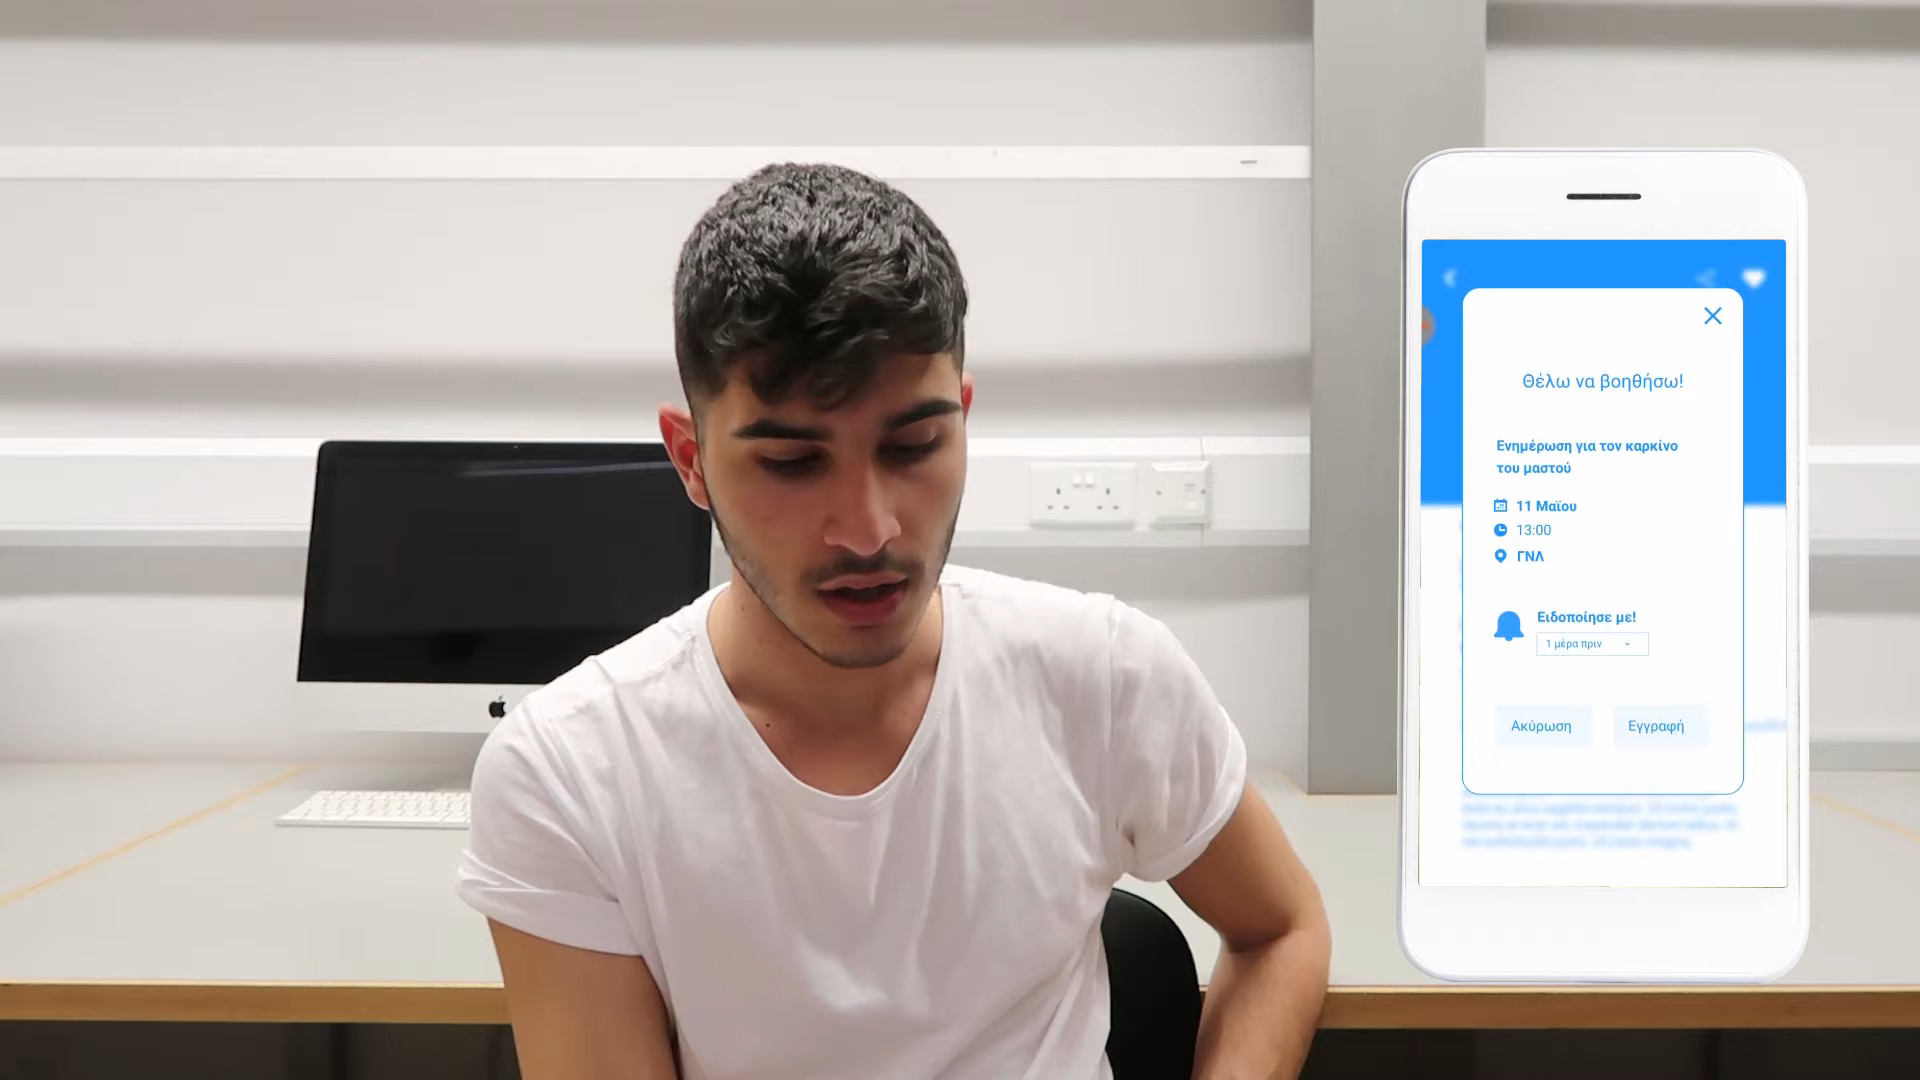 Θέλω να βοηθήσω!
Ενημέρωση για τον καρκίνο
του μαστού
11 Μαΐου
13:00
ΓΝΛ
Ειδοποίησε με!
1 μέρα πριν
Ακύρωση
Εγγραφή